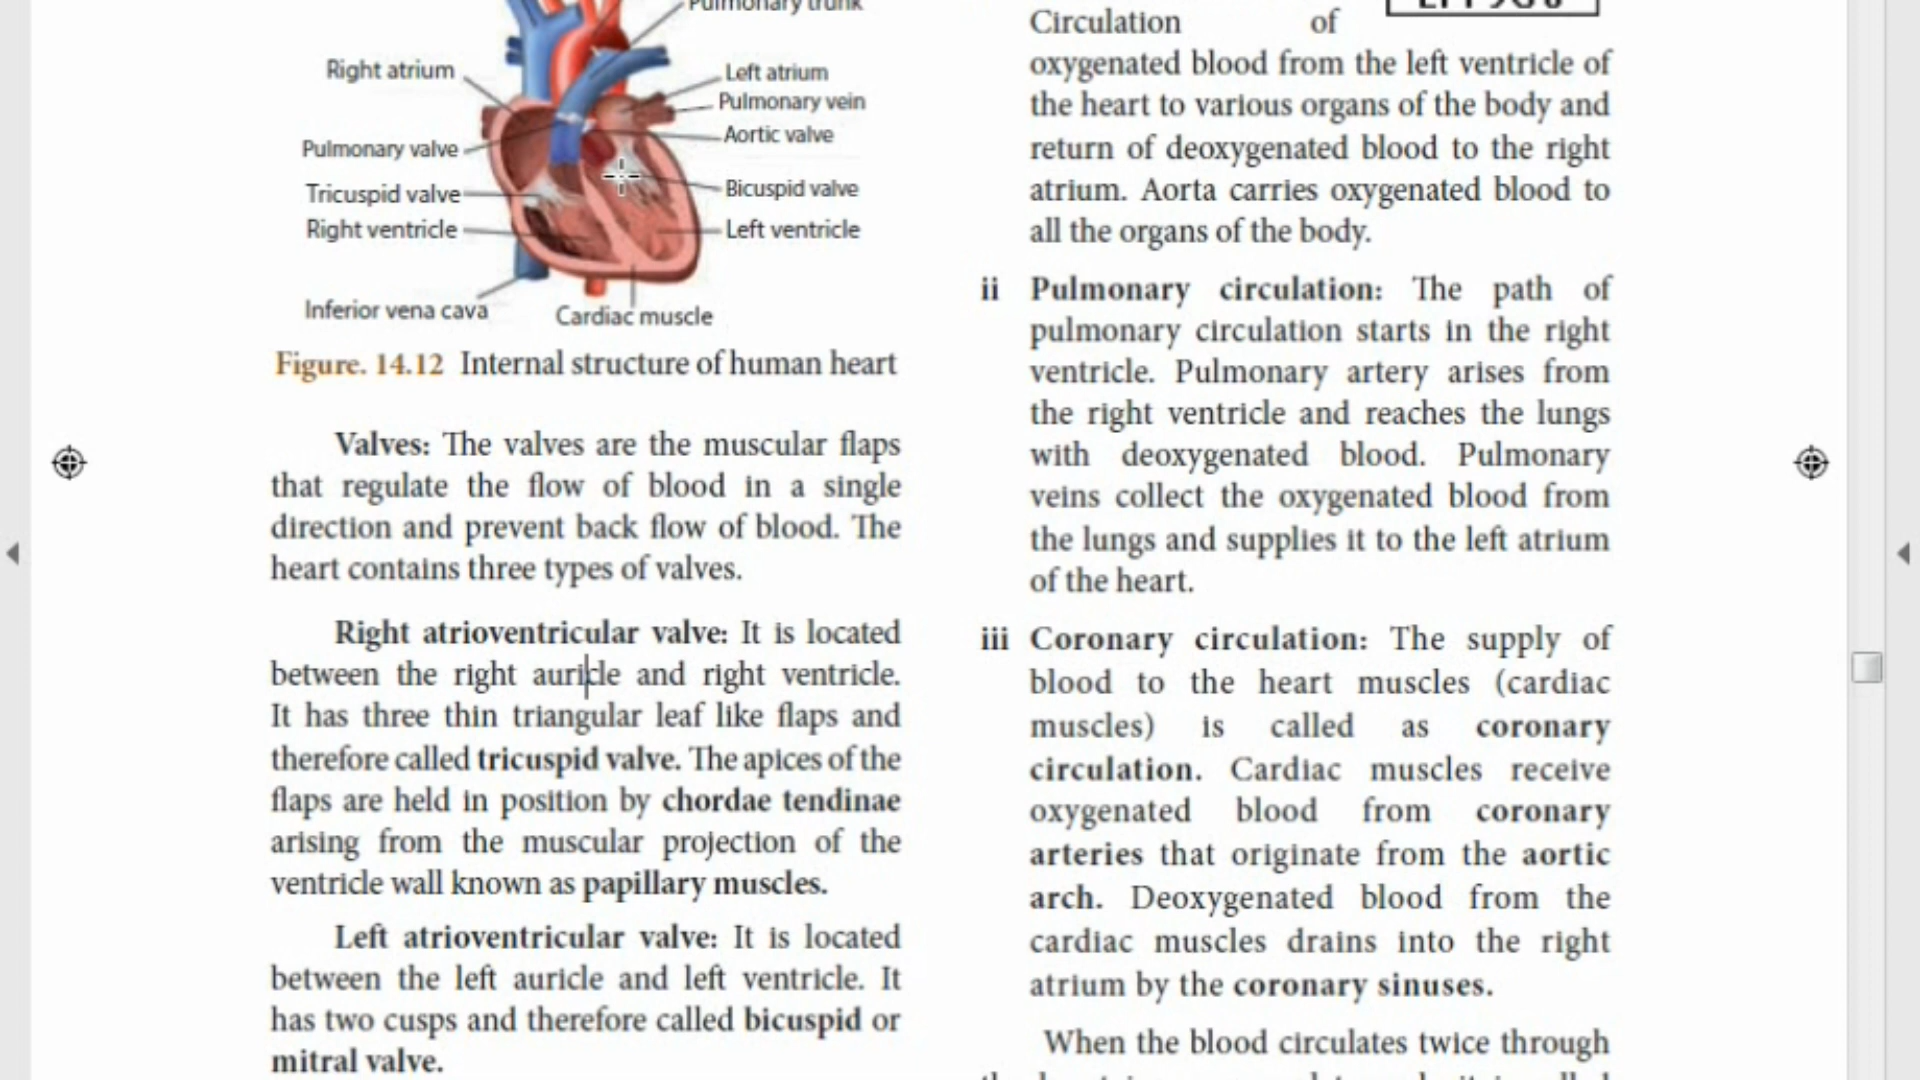 Pulmonary trunk
Right atrium
Left atrium
Pulmonary vein
Aortic valve
Pulmonary valve
Tricuspid valve
Bicuspid valve
Right ventricle
Left ventricle
Inferior vena cava
Cardiac muscle
Figure. 14.12 Internal structure of human heart
Valves: The valves are the muscular flaps
that regulate the flow of blood in a single
direction and prevent back flow of blood. The
heart contains three types of valves.
Right atrioventricular valve: It is located
between the right auricle and right ventricle.
It has three thin triangular leaf like flaps and
therefore called tricuspid valve. The apices of the
flaps are held in position by chordae tendinae
arising from the muscular projection of the
ventricle wall known as papillary muscles.
Left atrioventricular valve: It is located
between the left auricle and left ventricle. It
has two cusps and therefore called bicuspid or
mitral valve.
Circulation of
oxygenated blood from the left ventricle of
the heart to various organs of the body and
return of deoxygenated blood to the right
atrium. Aorta carries oxygenated blood to
all the organs of the body.
ii Pulmonary circulation: The path of
pulmonary circulation starts in the right
ventricle. Pulmonary artery arises from
the right ventricle and reaches the lungs
with deoxygenated blood. Pulmonary
veins collect the oxygenated blood from
the lungs and supplies it to the left atrium
of the heart.
iii Coronary circulation: The supply of
blood to the heart muscles (cardiac
muscles) is called as coronary
circulation. Cardiac muscles receive
oxygenated blood from coronary
arteries that originate from the aortic
arch. Deoxygenated blood from the
cardiac muscles drains into the right
atrium by the coronary sinuses.
When the blood circulates twice through